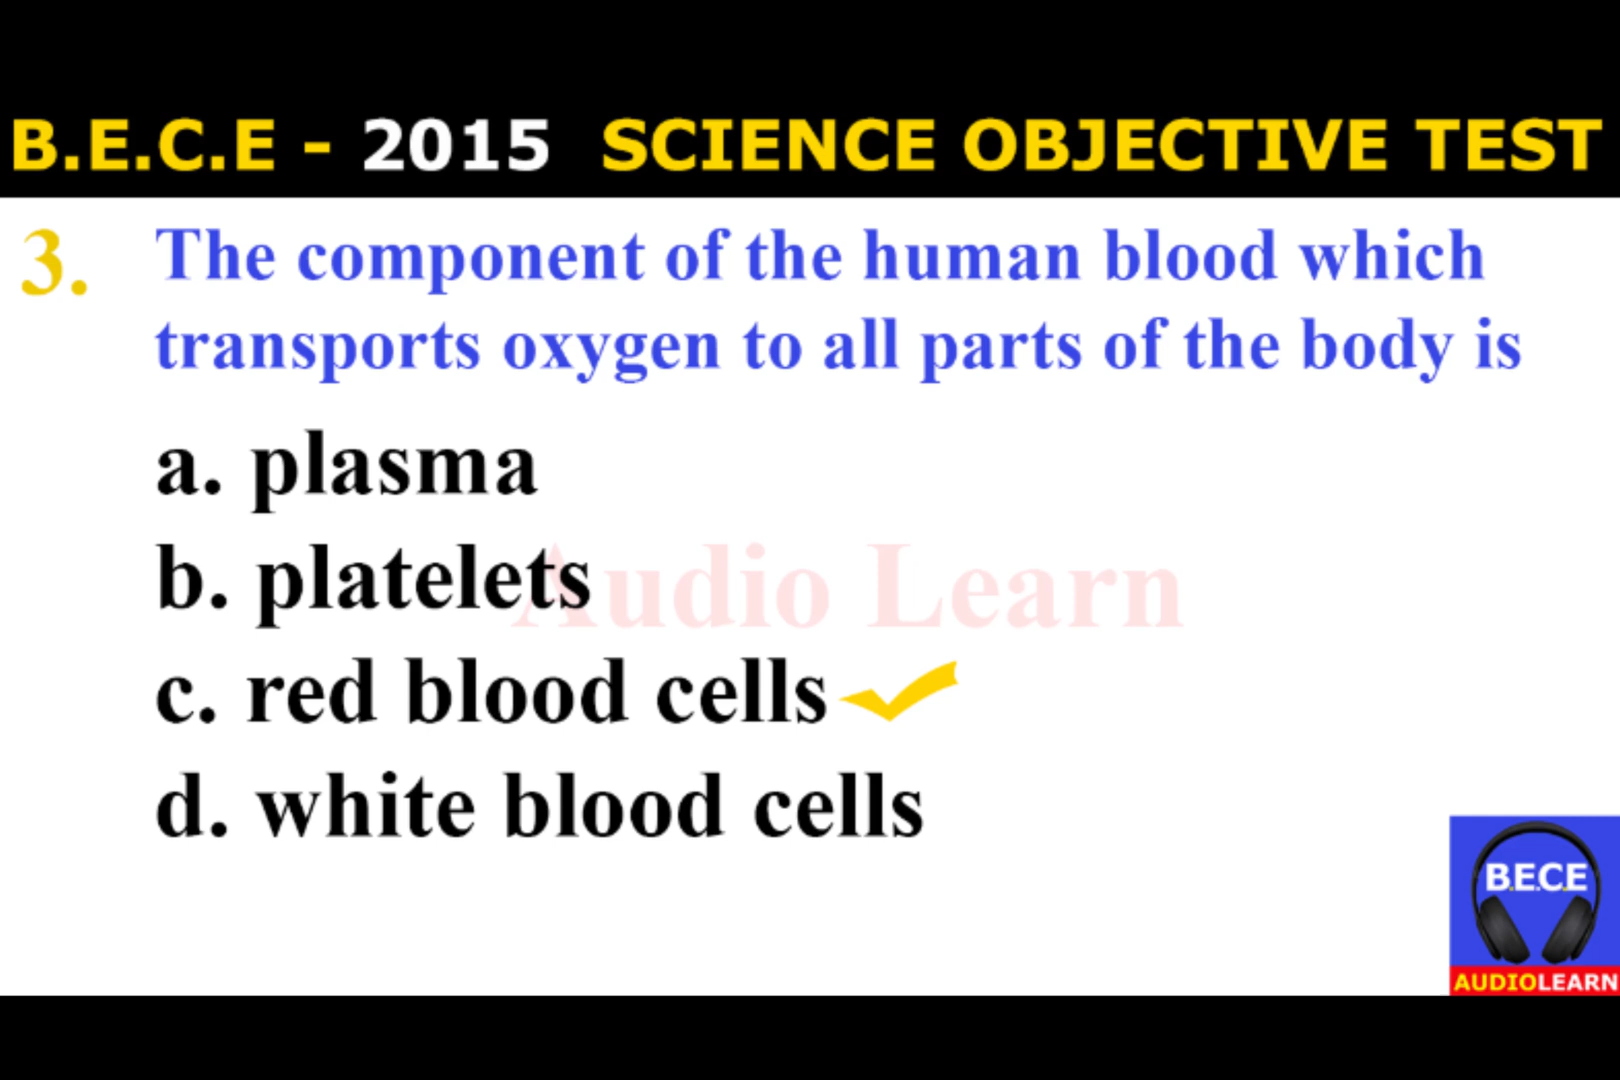 B.E.C.E - 2015 SCIENCE OBJECTIVE TEST
3. The component of the human blood which
transports oxygen to all parts of the body is
a. plasma
b. platelets
c. red blood cells
d. white blood cells
Audio Learn
B.E.C.E
AUDIOLEARN